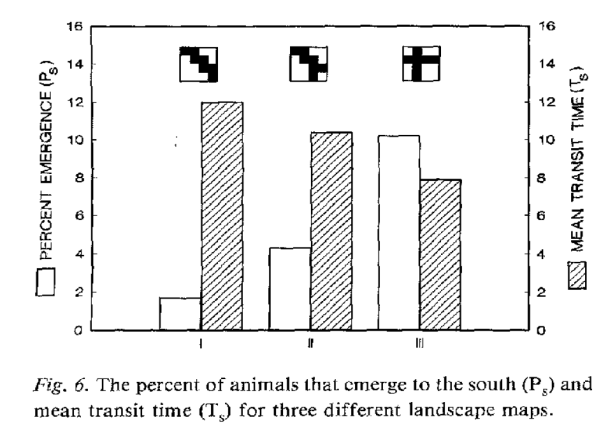 16 16
14 14
12 12
10 10
8 8
6 6
4 4
2 2
0 0
PERCENT EMERGENCE (Ps)
MEAN TRANSIT TIME (Ts)
I II III
Fig. 6. The percent of animals that emerge to the south (Ps) and
mean transit time (Ts) for three different landscape maps.